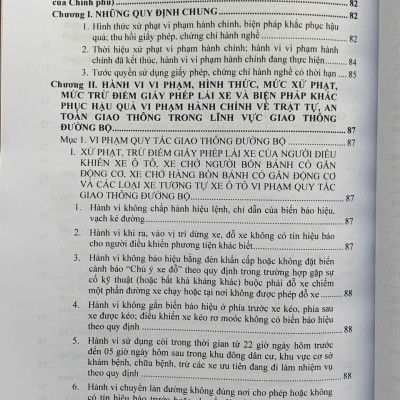 của Chính phủ) ........ 82
Chương I. NHỮNG QUY ĐỊNH CHUNG ........ 82
1. Hình thức xử phạt vi phạm hành chính, biện pháp khắc phục hậu
quả; thu hồi giấy phép, chứng chỉ hành nghề ........ 82
2. Thời hiệu xử phạt vi phạm hành chính; hành vi vi phạm hành
chính đã kết thúc, hành vi vi phạm hành chính đang thực hiện ........ 84
3. Tước quyền sử dụng giấy phép, chứng chỉ hành nghề có thời hạn ........ 85
Chương II. HÀNH VI VI PHẠM, HÌNH THỨC, MỨC XỬ PHẠT,
MỨC TRỪ ĐIỂM GIẤY PHÉP LÁI XE VÀ BIỆN PHÁP KHẮC
PHỤC HẬU QUẢ VI PHẠM HÀNH CHÍNH VỀ TRẬT TỰ, AN
TOÀN GIAO THÔNG TRONG LĨNH VỰC GIAO THÔNG
ĐƯỜNG BỘ ........ 87
Mục 1. VI PHẠM QUY TẮC GIAO THÔNG ĐƯỜNG BỘ ........ 87
I. XỬ PHẠT, TRỪ ĐIỂM GIẤY PHÉP LÁI XE CỦA NGƯỜI ĐIỀU
KHIỂN XE Ô TÔ, XE CHỞ NGƯỜI BỐN BÁNH CÓ GẮN
ĐỘNG CƠ, XE CHỞ HÀNG BỐN BÁNH CÓ GẮN ĐỘNG CƠ
VÀ CÁC LOẠI XE TƯƠNG TỰ XE Ô TÔ VI PHẠM QUY TẮC
GIAO THÔNG ĐƯỜNG BỘ ........ 87
1. Hành vi không chấp hành hiệu lệnh, chỉ dẫn của biển báo hiệu,
vạch kẻ đường ........ 87
2. Hành vi khi ra, vào vị trí dừng xe, đỗ xe không có tín hiệu báo
cho người điều khiển phương tiện khác biết ........ 87
3. Hành vi không báo hiệu bằng đèn khẩn cấp hoặc không đặt biển
cảnh báo “Chú ý xe đỗ” theo quy định trong trường hợp gặp sự
cố kỹ thuật (hoặc bất khả kháng khác) buộc phải đỗ xe chiếm
một phần đường xe chạy hoặc tại nơi không được phép đỗ xe ........ 88
4. Hành vi không gắn biển báo hiệu ở phía trước xe kéo, phía sau
xe được kéo; điều khiển xe kéo rơ moóc không có biển báo hiệu
theo quy định ........ 88
5. Hành vi sử dụng còi trong thời gian từ 22 giờ ngày hôm trước
đến 05 giờ ngày hôm sau trong khu đông dân cư, khu vực cơ sở
khám bệnh, chữa bệnh, trừ các xe ưu tiên đang đi làm nhiệm vụ
theo quy định ........ 88
6. Hành vi chuyển làn đường không đúng nơi cho phép hoặc không
có tín hiệu báo trước